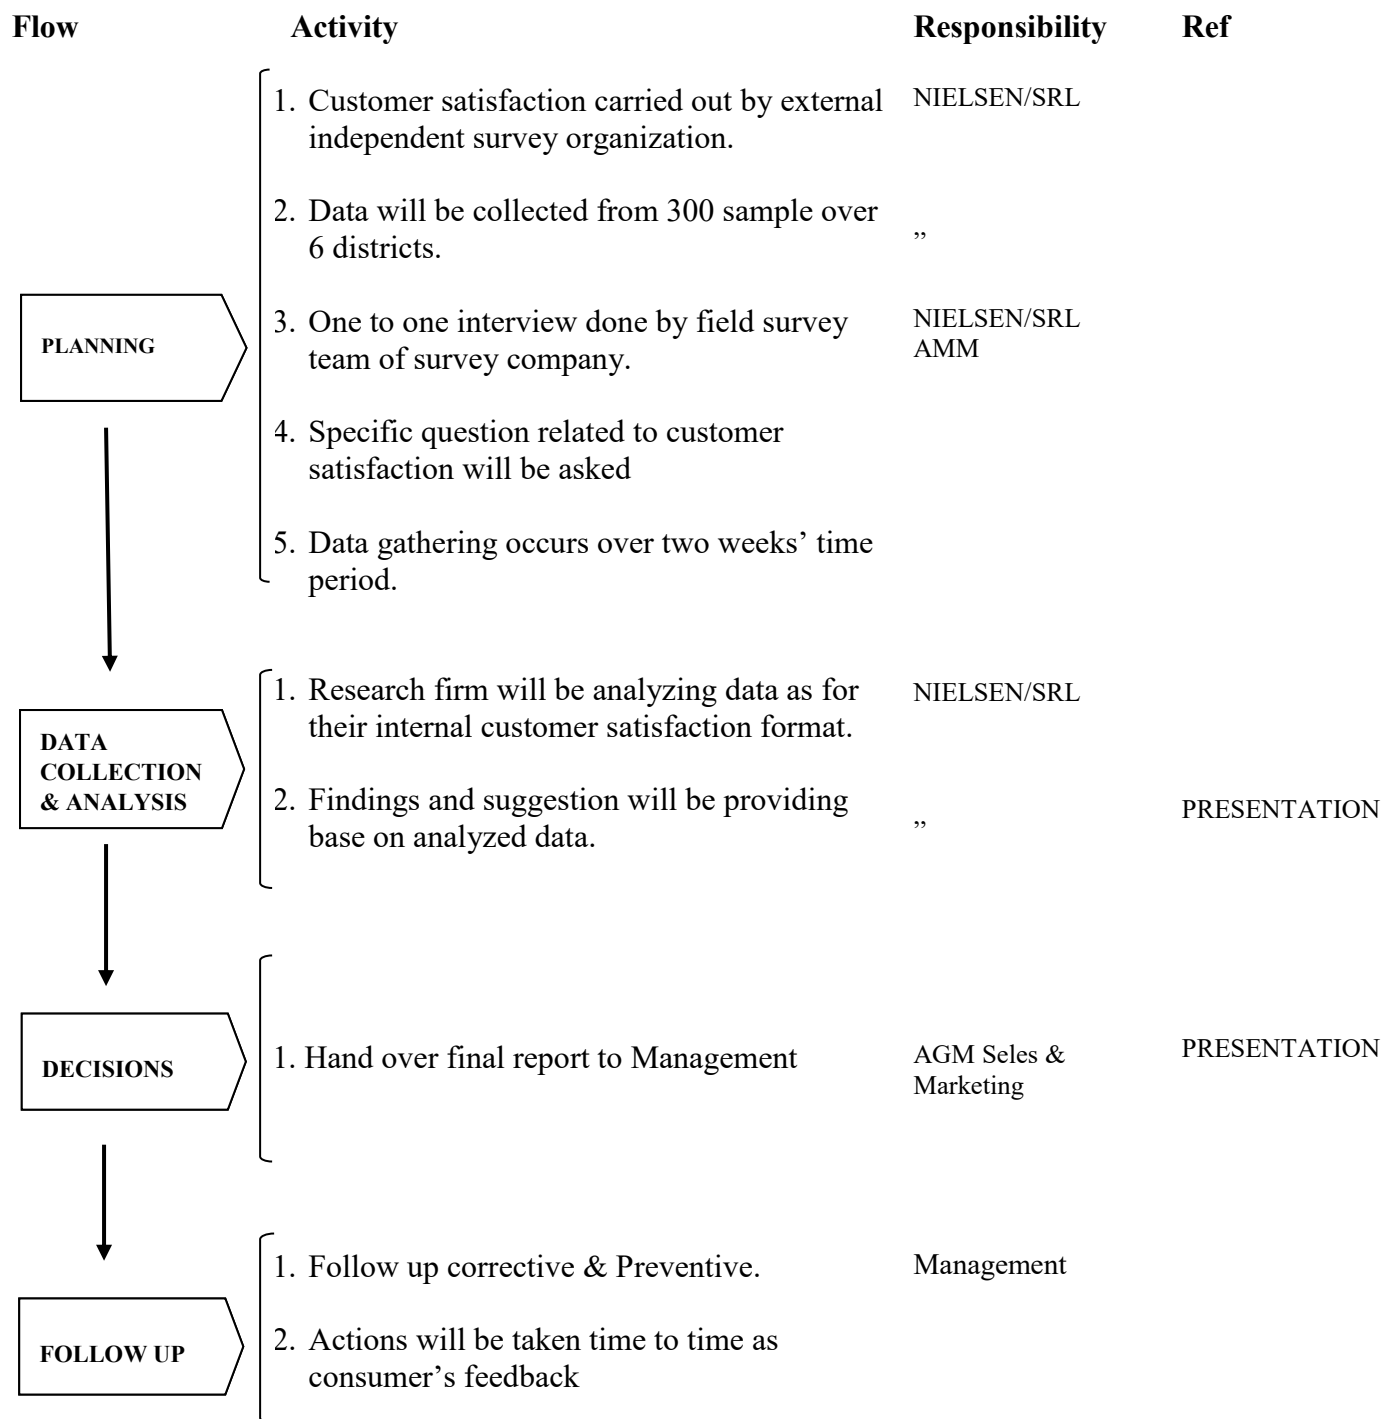 Flow Activity Responsibility Ref
1. Customer satisfaction carried out by external NIELSEN/SRL
independent survey organization.
2. Data will be collected from 300 sample over
6 districts. ,,
PLANNING
3. One to one interview done by field survey NIELSEN/SRL
team of survey company. AMM
4. Specific question related to customer
satisfaction will be asked
5. Data gathering occurs over two weeks’ time
period.
DATA
COLLECTION
& ANALYSIS
1. Research firm will be analyzing data as for NIELSEN/SRL
their internal customer satisfaction format.
2. Findings and suggestion will be providing PRESENTATION
base on analyzed data. ,,
DECISIONS
1. Hand over final report to Management AGM Seles & PRESENTATION
Marketing
FOLLOW UP
1. Follow up corrective & Preventive. Management
2. Actions will be taken time to time as
consumer’s feedback